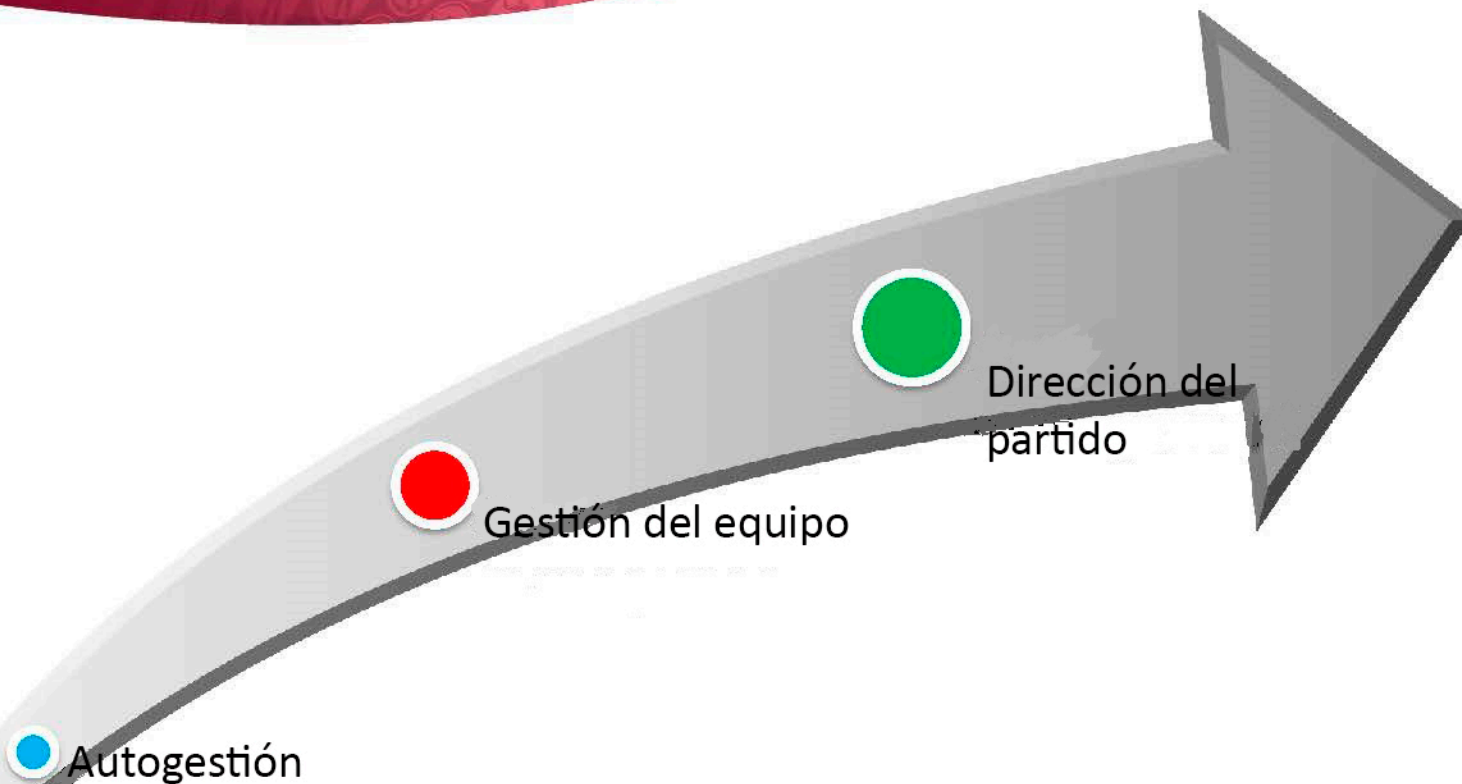 Dirección del
partido
Gestión del equipo
Autogestión